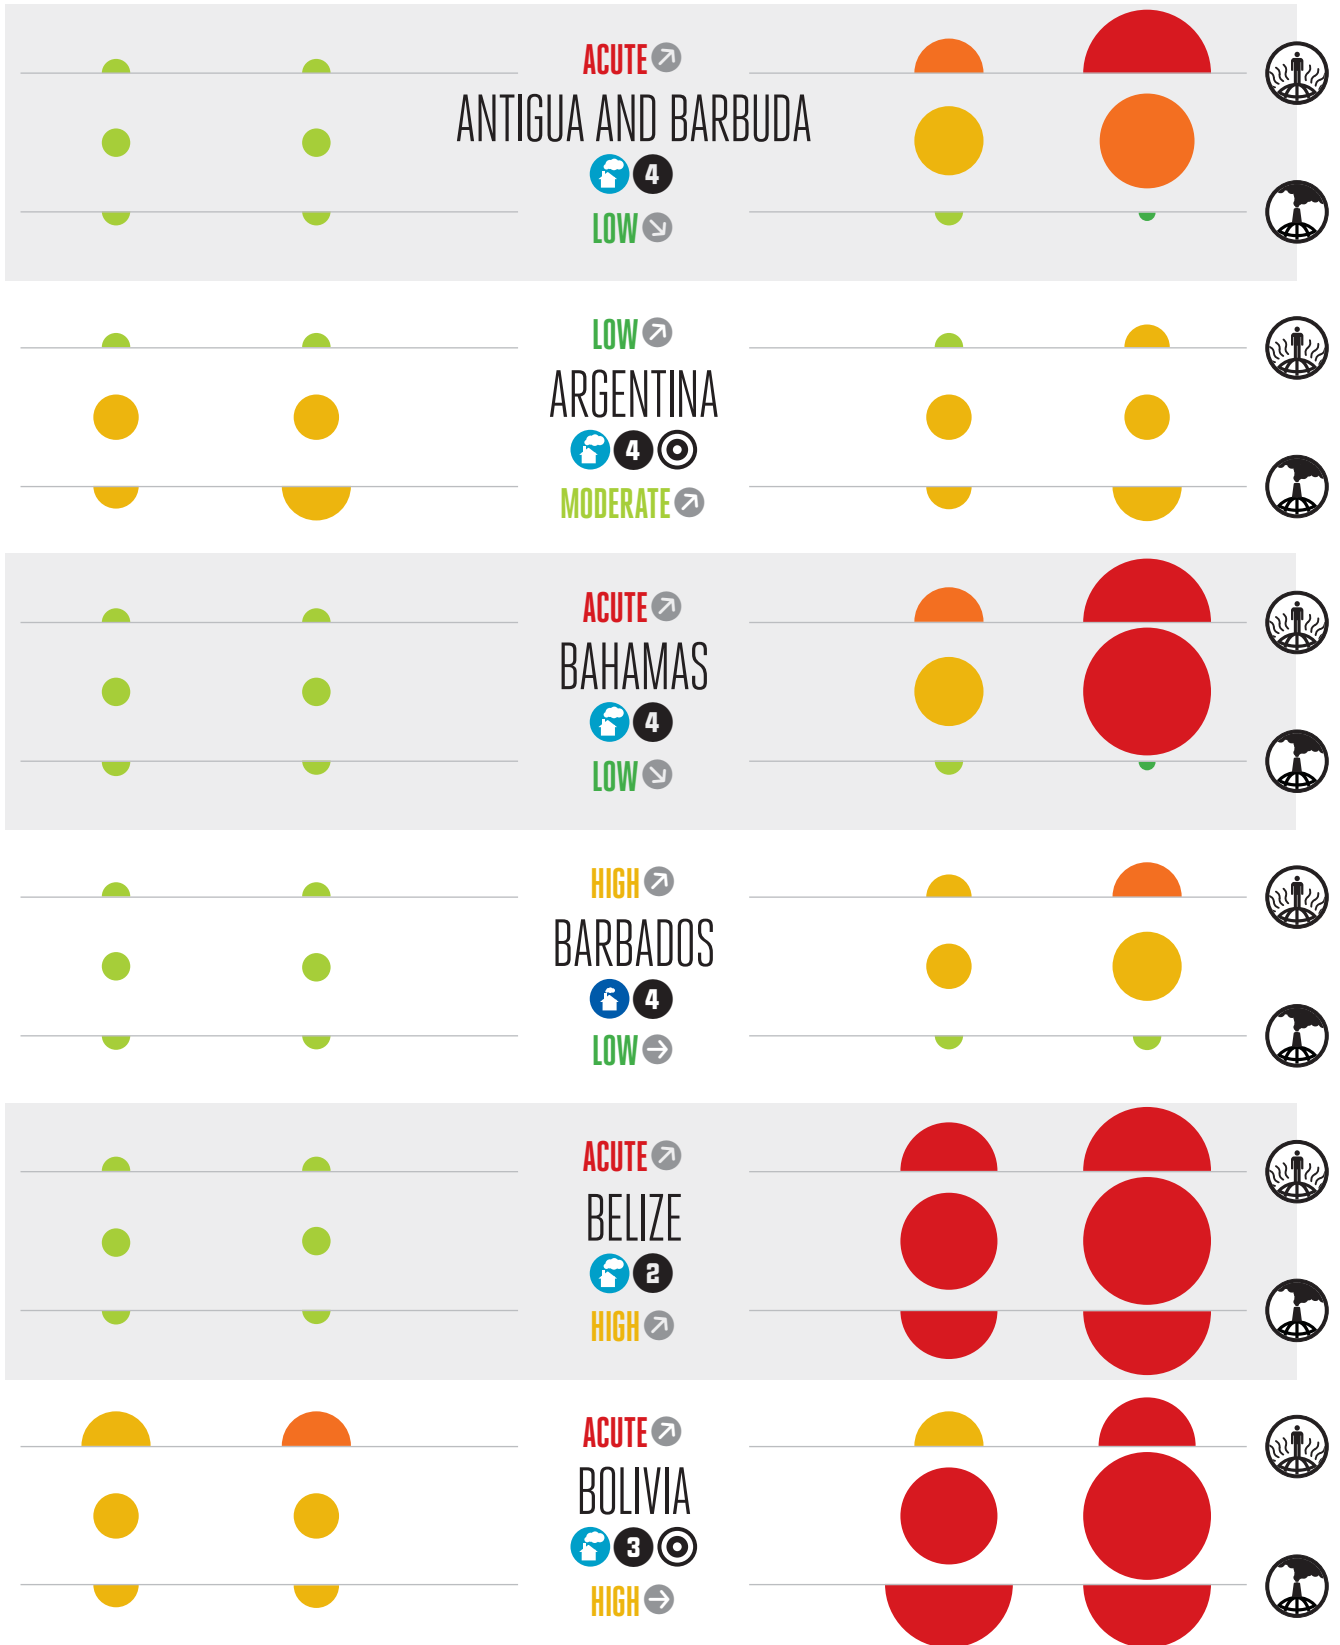 ACUTE
ANTIGUA AND BARBUDA
4
LOW
LOW
ARGENTINA
4
MODERATE
ACUTE
BAHAMAS
4
LOW
HIGH
BARBADOS
4
LOW
ACUTE
BELIZE
2
HIGH
ACUTE
BOLIVIA
3
HIGH